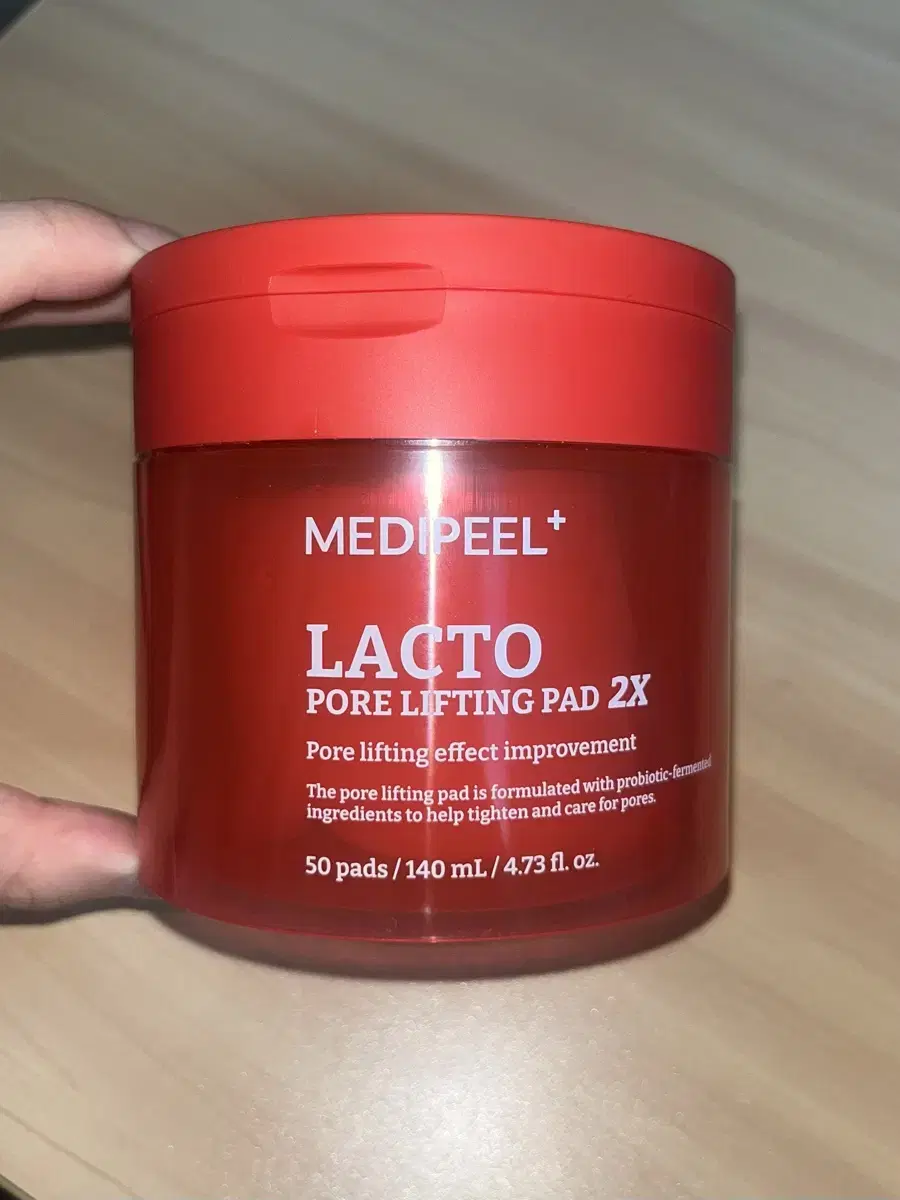 MEDIPEEL+
LACTO
PORE LIFTING PAD 2X
Pore lifting effect improvement
The pore lifting pad is formulated with probiotic-fermented
ingredients to help tighten and care for pores.
50 pads / 140 mL / 4.73 fl. oz.